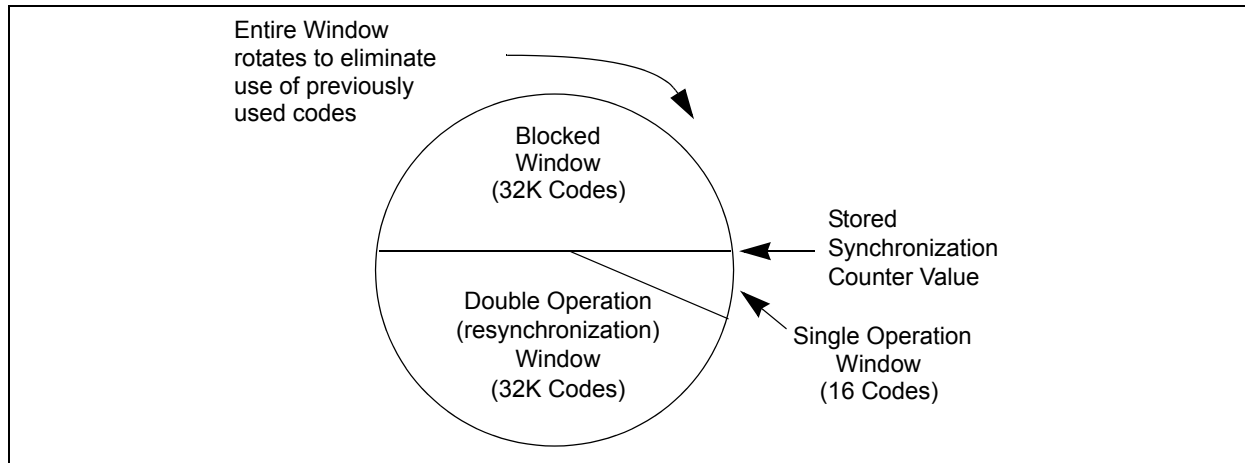 Entire Window
rotates to eliminate
use of previously
used codes
Blocked
Window
(32K Codes)
Stored
Synchronization
Counter Value
Double Operation
(resynchronization)
Window
(32K Codes)
Single Operation
Window
(16 Codes)